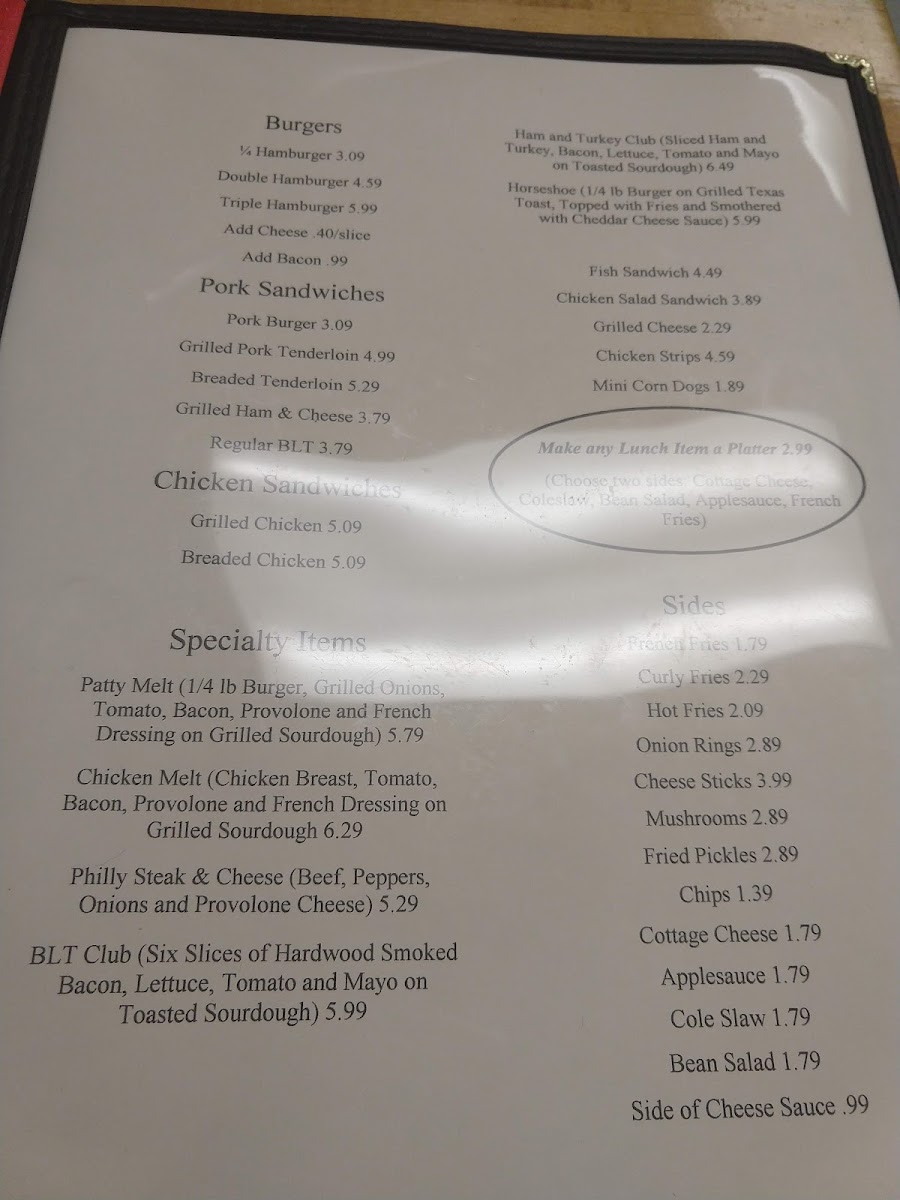 Burgers
¼ Hamburger 3.09
Double Hamburger 4.59
Triple Hamburger 5.99
Add Cheese .40/slice
Add Bacon .99
Pork Sandwiches
Pork Burger 3.09
Grilled Pork Tenderloin 4.99
Breaded Tenderloin 5.29
Grilled Ham & Cheese 3.79
Regular BLT 3.79
Chicken Sandwiches
Grilled Chicken 5.09
Breaded Chicken 5.09
Specialty Items
Patty Melt (1/4 lb Burger, Grilled Onions,
Tomato, Bacon, Provolone and French
Dressing on Grilled Sourdough) 5.79
Chicken Melt (Chicken Breast, Tomato,
Bacon, Provolone and French Dressing on
Grilled Sourdough 6.29
Philly Steak & Cheese (Beef, Peppers,
Onions and Provolone Cheese) 5.29
BLT Club (Six Slices of Hardwood Smoked
Bacon, Lettuce, Tomato and Mayo on
Toasted Sourdough) 5.99
Ham and Turkey Club (Sliced Ham and
Turkey, Bacon, Lettuce, Tomato and Mayo
on Toasted Sourdough) 6.49
Horseshoe (1/4 lb Burger on Grilled Texas
Toast, Topped with Fries and Smothered
with Cheddar Cheese Sauce) 5.99
Fish Sandwich 4.49
Chicken Salad Sandwich 3.89
Grilled Cheese 2.29
Chicken Strips 4.59
Mini Corn Dogs 1.89
Make any Lunch Item a Platter 2.99
(Choose two sides: Cottage Cheese,
Coleslaw, Bean Salad, Applesauce, French
Fries)
Sides
French Fries 1.79
Curly Fries 2.29
Hot Fries 2.09
Onion Rings 2.89
Cheese Sticks 3.99
Mushrooms 2.89
Fried Pickles 2.89
Chips 1.39
Cottage Cheese 1.79
Applesauce 1.79
Cole Slaw 1.79
Bean Salad 1.79
Side of Cheese Sauce .99